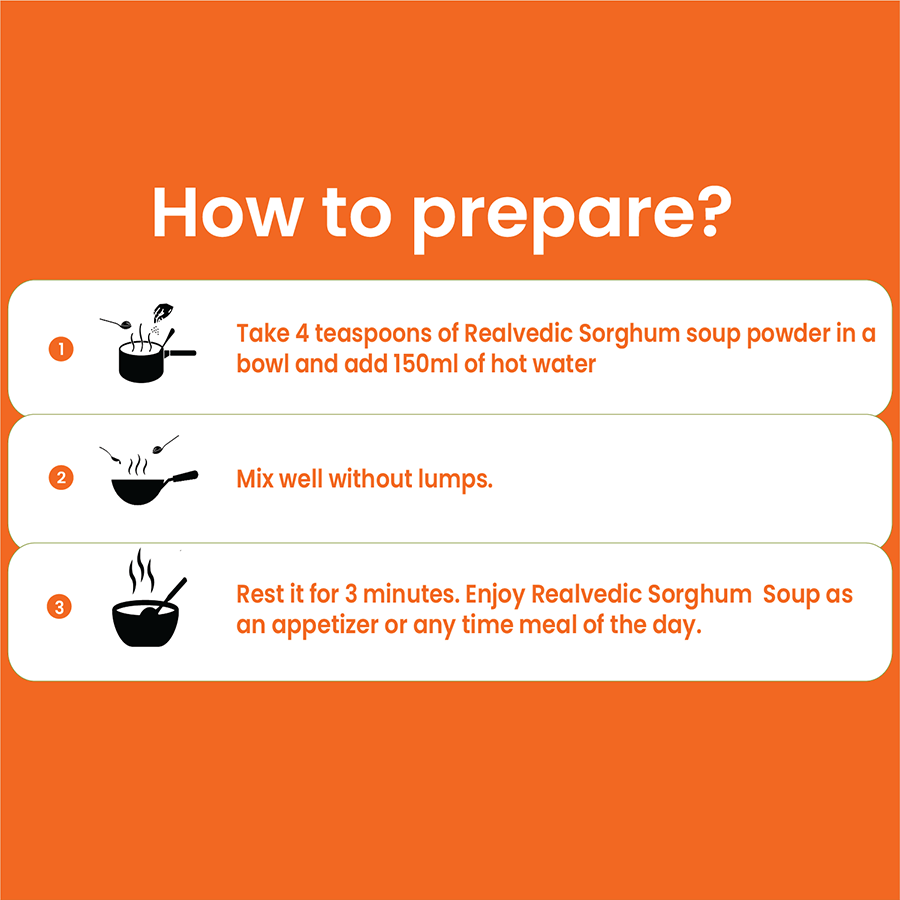 How to prepare?
1
Take 4 teaspoons of Realvedic Sorghum soup powder in a
bowl and add 150ml of hot water
2
Mix well without lumps.
3
Rest it for 3 minutes. Enjoy Realvedic Sorghum  Soup as
an appetizer or any time meal of the day.